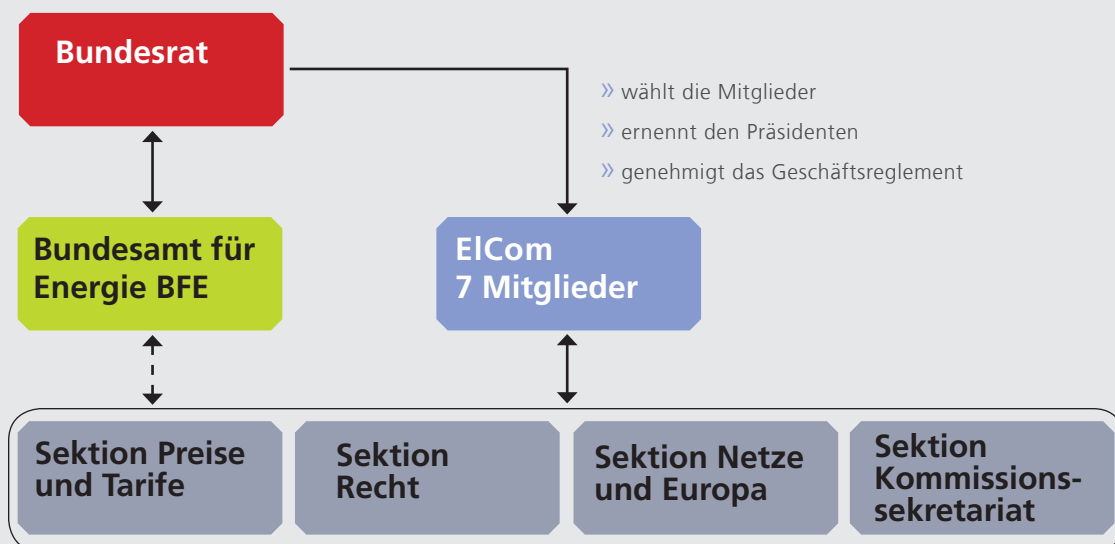 Bundesrat
» wählt die Mitglieder
» ernennt den Präsidenten
» genehmigt das Geschäftsreglement
Bundesamt für
Energie BFE
ElCom
7 Mitglieder
Sektion Preise
und Tarife
Sektion
Recht
Sektion Netze
und Europa
Sektion
Kommissions-
sekretariat